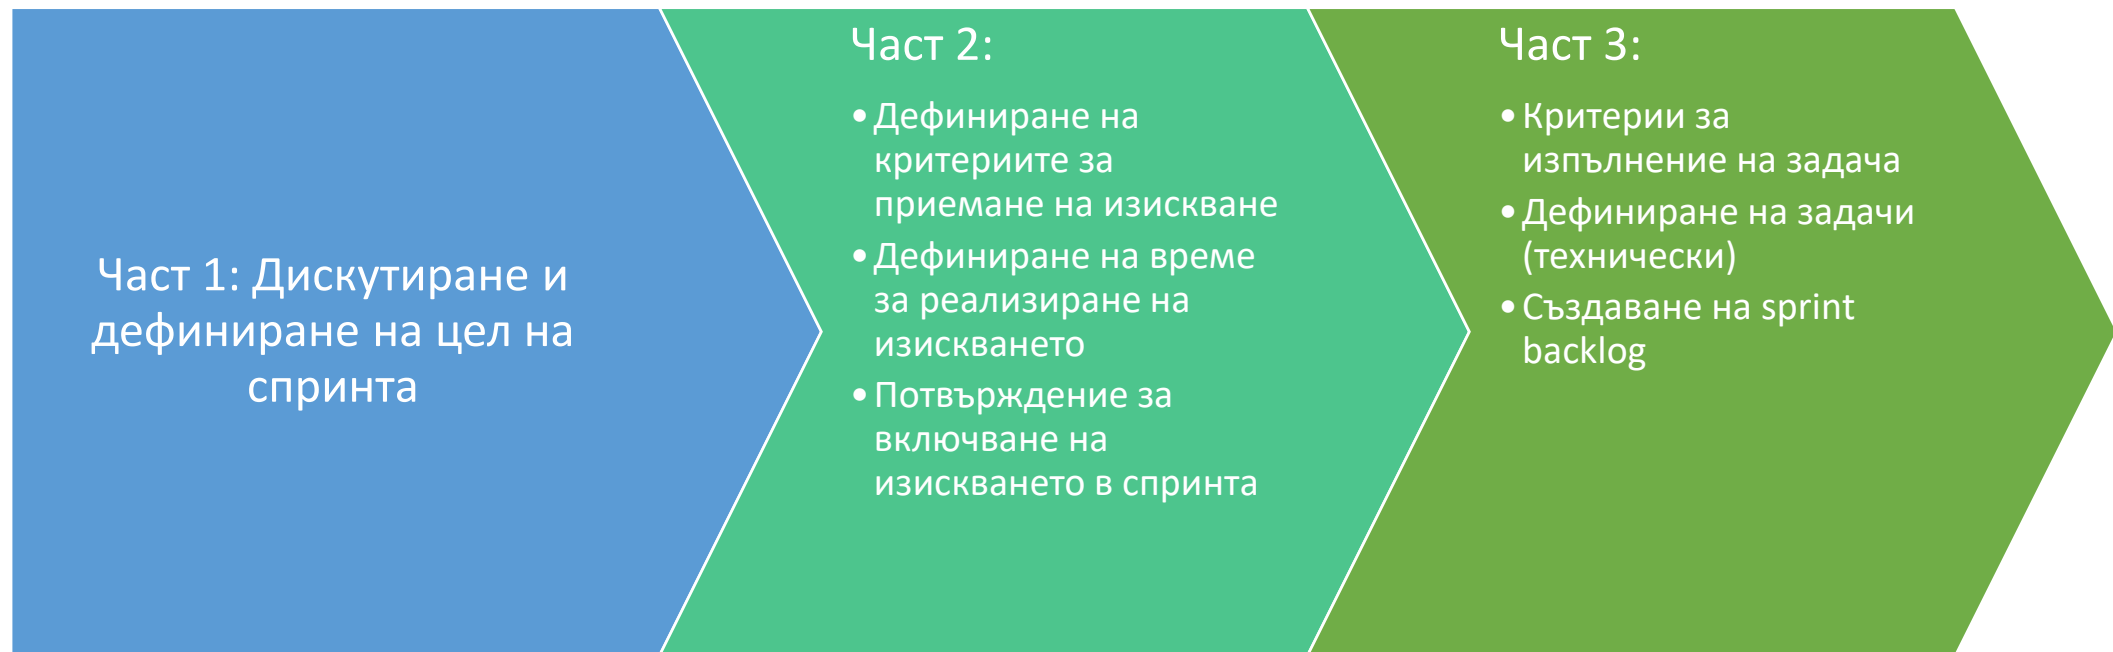 Част 1: Дискутиране и
дефиниране на цел на
спринта
Част 2:
•Дефиниране на
критериите за
приемане на изискване
•Дефиниране на време
за реализиране на
изискването
•Потвърждение за
включване на
изискването в спринта
Част 3:
•Критерии за
изпълнение на задача
•Дефиниране на задачи
(технически)
•Създаване на sprint
backlog